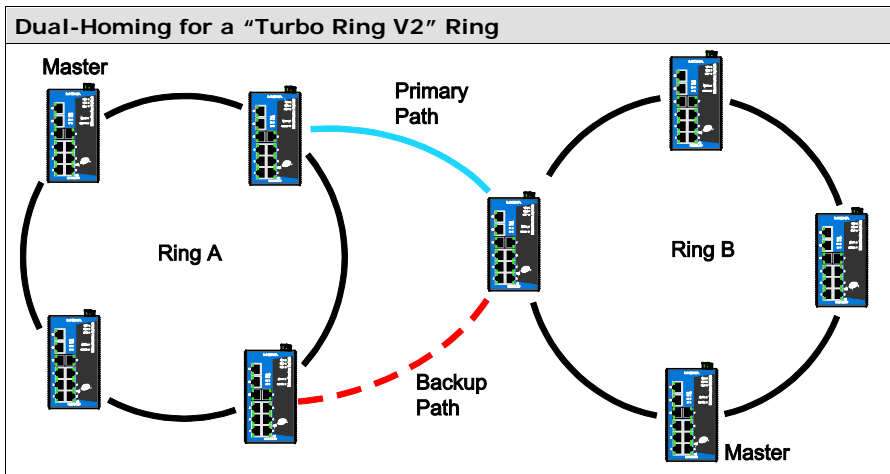 Dual-Homing for a “Turbo Ring V2” Ring
Master
Primary
Path
Ring A
Ring B
Backup
Path
Master